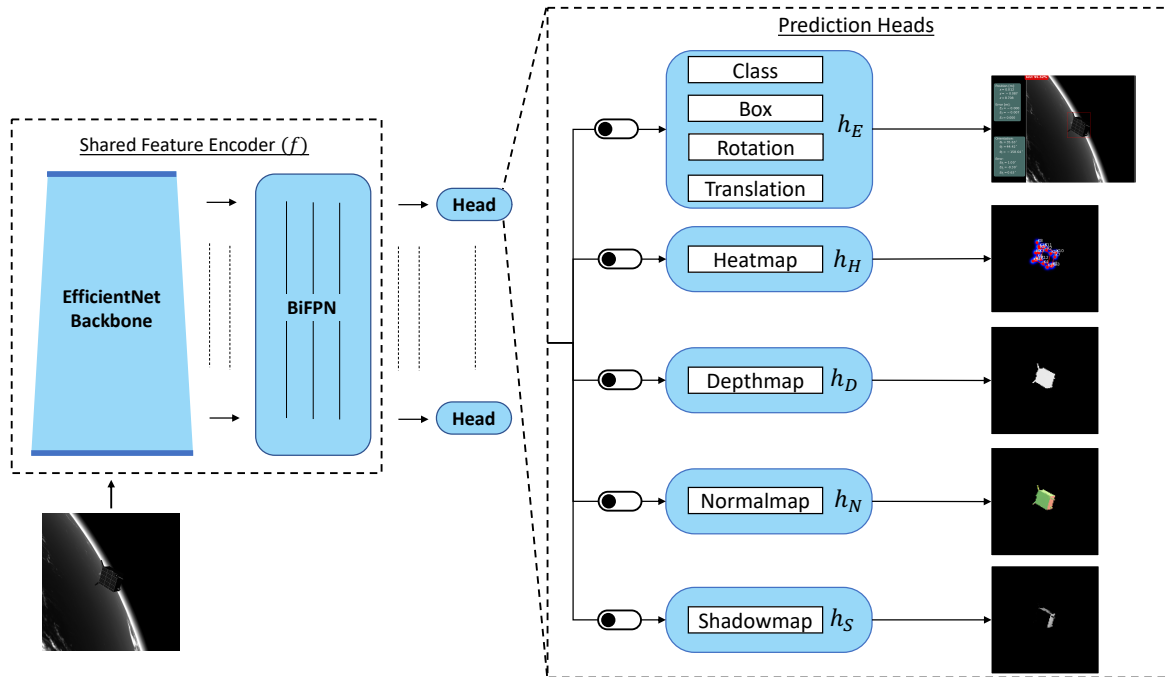 Prediction Heads
Shared Feature Encoder (f)
EfficientNet
Backbone
BiFPN
Head
Head
Class
Box
Rotation
Translation
h_E
Heatmap
h_H
Depthmap
h_D
Normalmap
h_N
Shadowmap
h_S